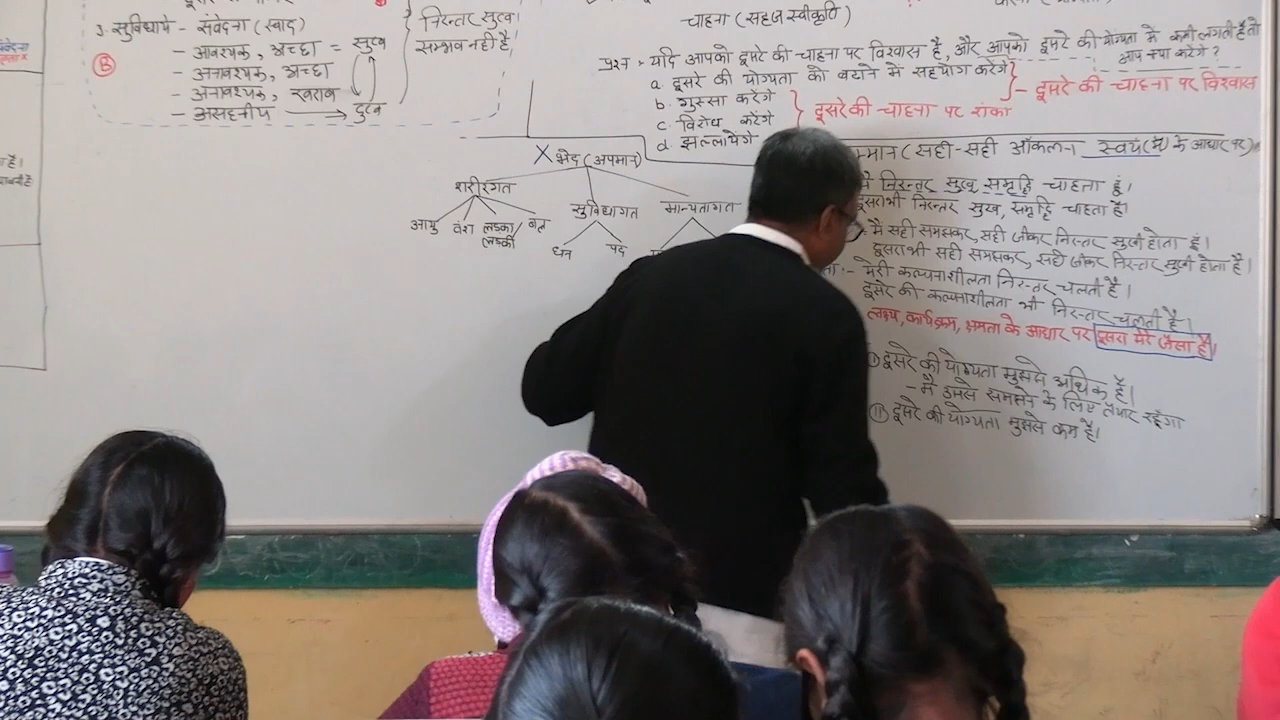 3. सुविधायें - संवेदना (स्वाद)
- आवश्यक, अच्छा = सुख
- अनावश्यक, अच्छा
- अनावश्यक, खराब
- असहनीय → दुःख
B
निरन्तर सुख
सम्भव नहीं है।
चाहना (सहज स्वीकृति)
प्रश्न :- यदि आपको दूसरे की चाहना पर विश्वास है, और आपको दूसरे की योग्यता में कमी लगती है तो
आप क्या करेंगे?
a. दूसरे की योग्यता को बढ़ाने में सहयोग करेंगे
- दूसरे की चाहना पर विश्वास
b. गुस्सा करेंगे
c. विरोध करेंगे
d. झल्लायेंगे
दूसरे की चाहना पर शंका
X भेद (अपमान)
शरीरगत
सुविधागत
मान्यतागत
आयु
वंश
लड़का/
लड़की
बल
धन
पद
म्मान (सही-सही आँकलन स्वयं(मैं) के आधार पर)
मैं निरन्तर सुख, समृद्धि चाहता हूं।
दूसरा भी निरन्तर सुख, समृद्धि चाहता है।
मैं सही समझकर, सही जीकर निरन्तर सुखी होता हूं।
दूसरा भी सही समझकर, सही जीकर निरन्तर सुखी होता है।
:- मेरी कल्पनाशीलता निरन्तर चलती है।
दूसरे की कल्पनाशीलता भी निरन्तर चलती है।
लक्ष्य, कार्यक्रम, क्षमता के आधार पर दूसरा मेरे जैसा है।
① दूसरे की योग्यता मुझसे अधिक है।
- मैं उससे समझने के लिए तैयार रहूँगा
② दूसरे की योग्यता मुझसे कम है।